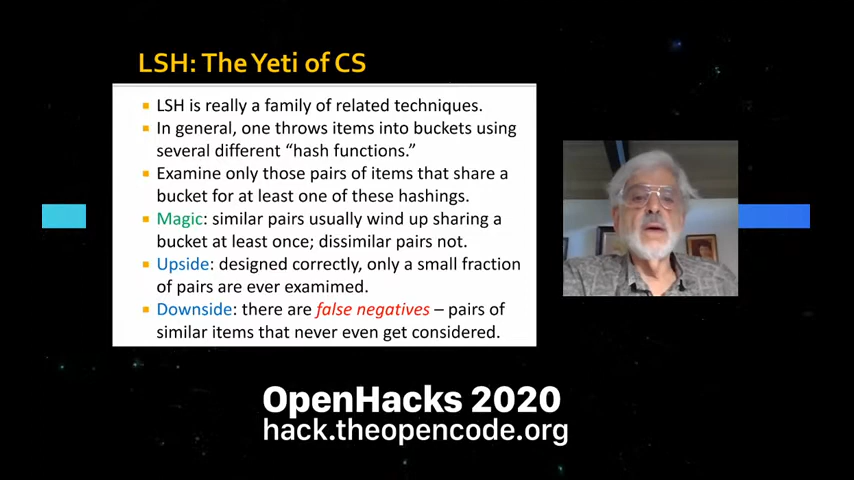 LSH: The Yeti of CS
LSH is really a family of related techniques.
In general, one throws items into buckets using
several different “hash functions.”
Examine only those pairs of items that share a
bucket for at least one of these hashings.
Magic: similar pairs usually wind up sharing a
bucket at least once; dissimilar pairs not.
Upside: designed correctly, only a small fraction
of pairs are ever examimed.
Downside: there are false negatives – pairs of
similar items that never even get considered.
OpenHacks 2020
hack.theopencode.org